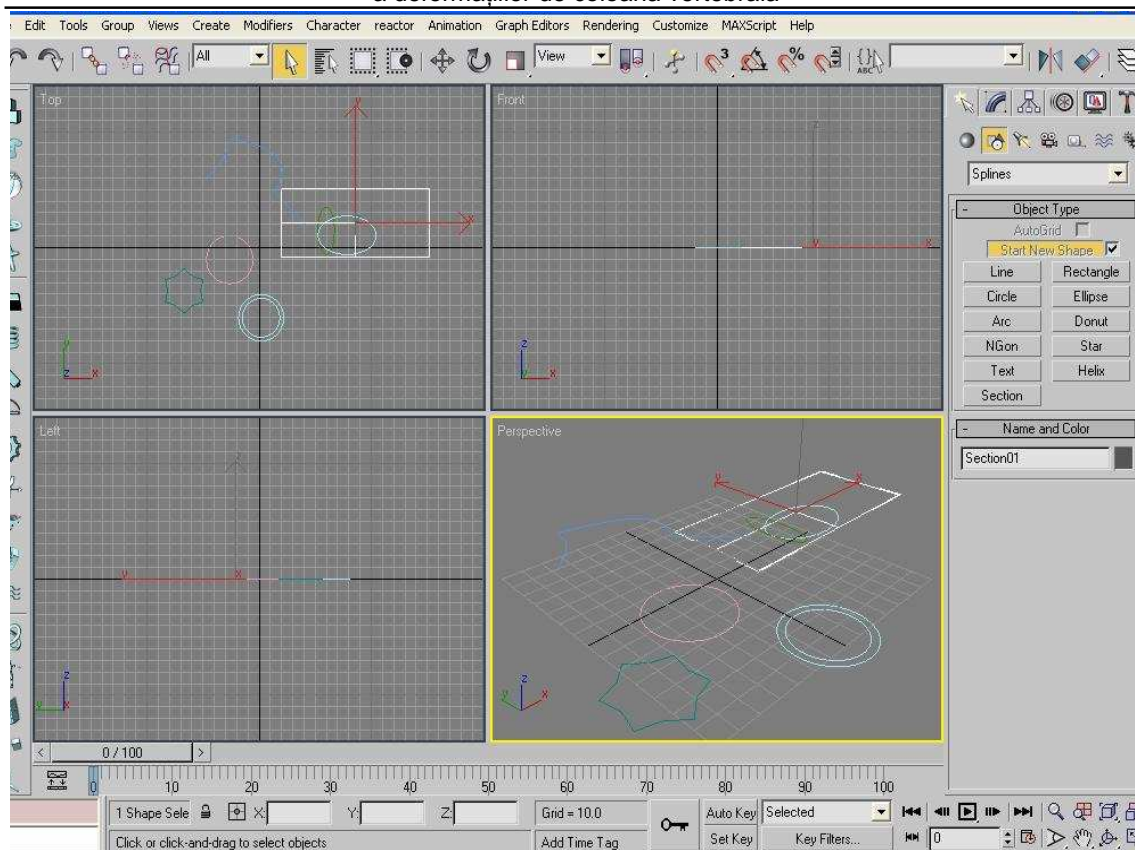 a deformațiilor de coloană vertebrală
Edit Tools Group Views Create Modifiers Character reactor Animation Graph Editors Rendering Customize MAXScript
All View 3 % ABC
Top Front
Splines
- Object Type
AutoGrid
Start New Shape
Line Rectangle
Circle Ellipse
Arc Donut
NGon Star
Text Helix
Section
y x z
y z x
z y x
Left Perspective
- Name and Color
Section01
y x
z y x
y x
z y x
< 0 / 100 >
0 10 20 30 40 50 60 70 80 90 100
1 Shape Sele X: Y: Z: Grid = 10.0 Auto Key Selected
Click or click-and-drag to select objects Add Time Tag Set Key Key Filters... 0